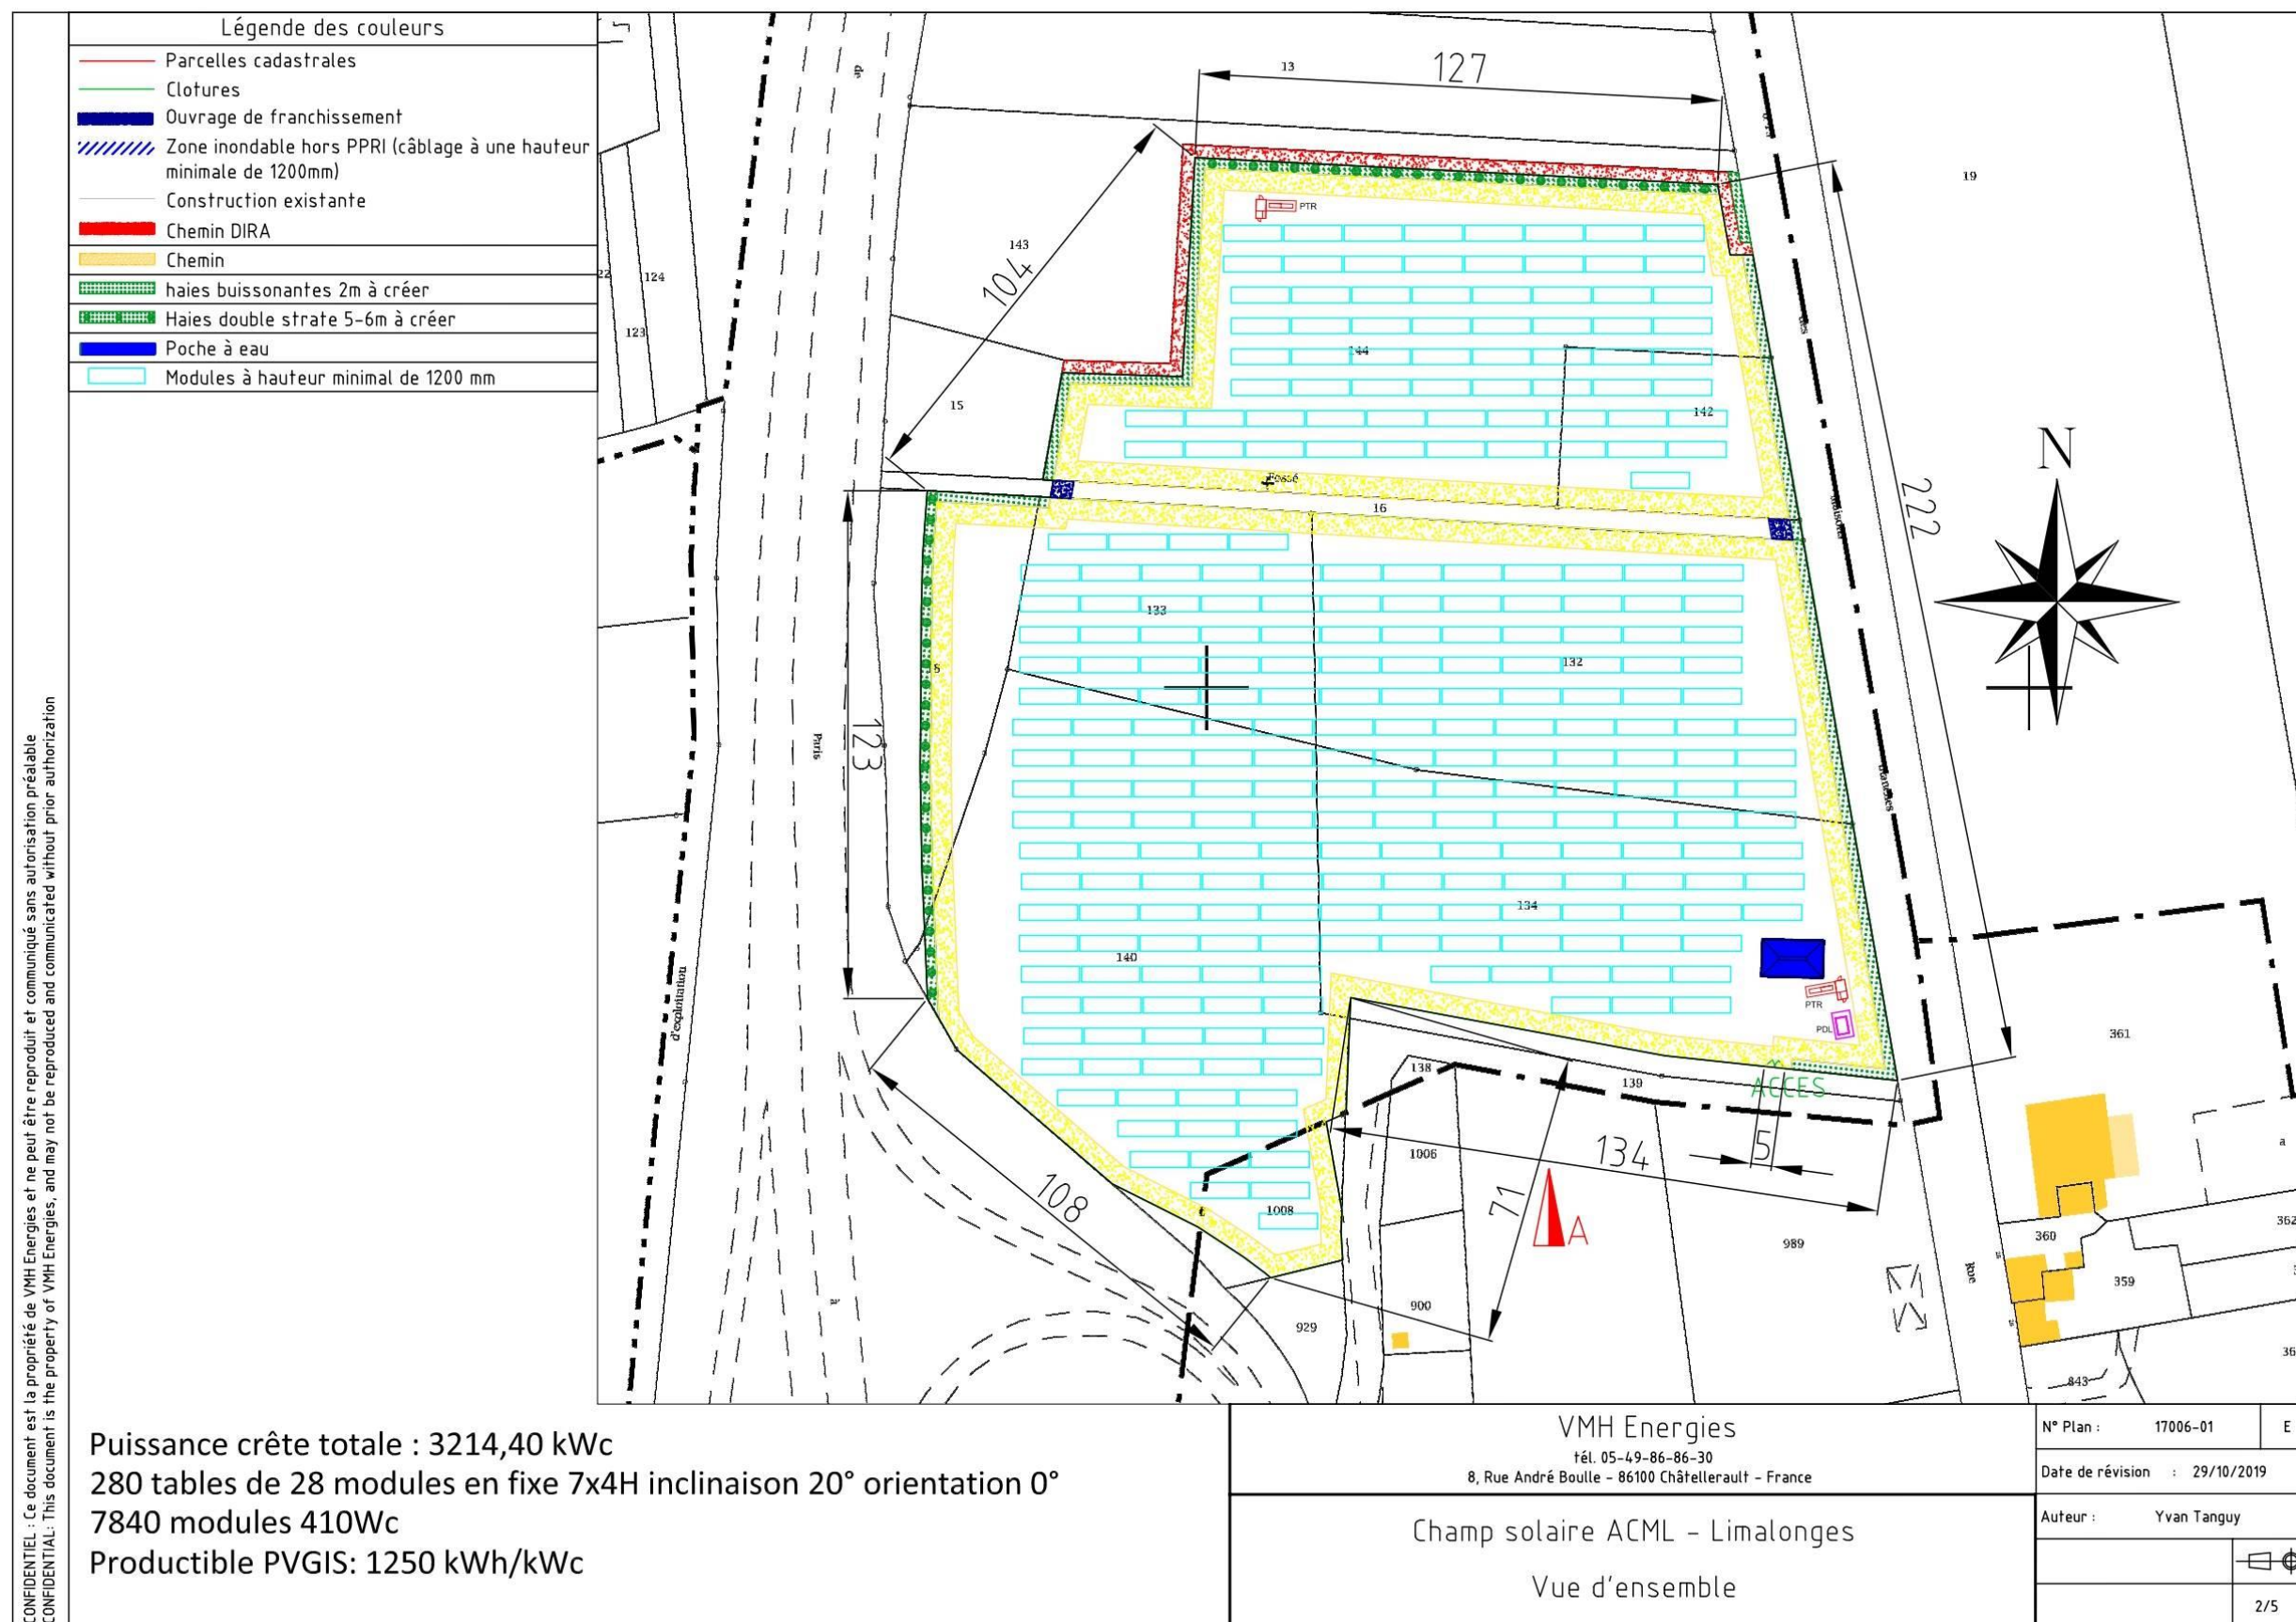 Légende des couleurs
Parcelles cadastrales
Clotures
Ouvrage de franchissement
Zone inondable hors PPRI (câblage à une hauteur
minimale de 1200mm)
Construction existante
Chemin DIRA
Chemin
haies buissonantes 2m à créer
Haies double strate 5-6m à créer
Poche à eau
Modules à hauteur minimal de 1200 mm
CONFIDENTIEL : Ce document est la propriété de VMH Energies et ne peut être reproduit et communiqué sans autorisation préalable
CONFIDENTIAL : This document is the property of VMH Energies, and may not be reproduced and communicated without prior authorization
de
13
127
19
PTR
143
104
144
22
124
123
15
142
des
N
222
Fossé
16
maisons
133
132
6
Paris
123
blanches
134
140
d'exploitation
PTR
PDL
361
138
139
ACCES
5
134
1006
71
108
1008
A
a
362
989
360
Rue
359
900
929
36
843
Puissance crête totale : 3214,40 kWc
280 tables de 28 modules en fixe 7x4H inclinaison 20° orientation 0°
7840 modules 410Wc
Productible PVGIS: 1250 kWh/kWc
VMH Energies
tél. 05-49-86-86-30
8, Rue André Boulle - 86100 Châtellerault - France
Champ solaire ACML - Limalonges
Vue d'ensemble
N° Plan : 17006-01 E
Date de révision : 29/10/2019
Auteur : Yvan Tanguy
2/5